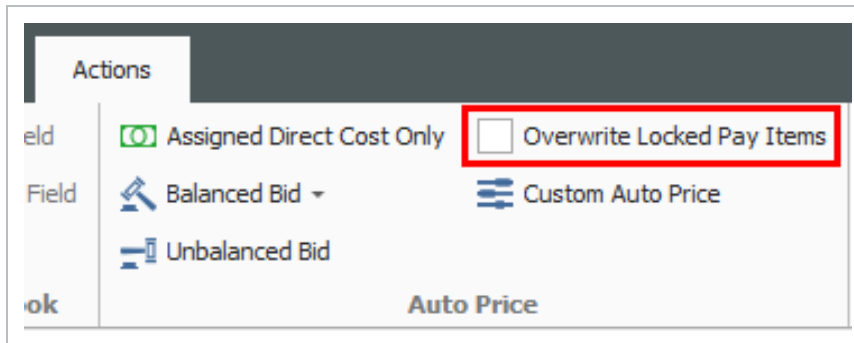 Actions
eld
Assigned Direct Cost Only
Overwrite Locked Pay Items
Field
Balanced Bid
Custom Auto Price
Unbalanced Bid
ok
Auto Price